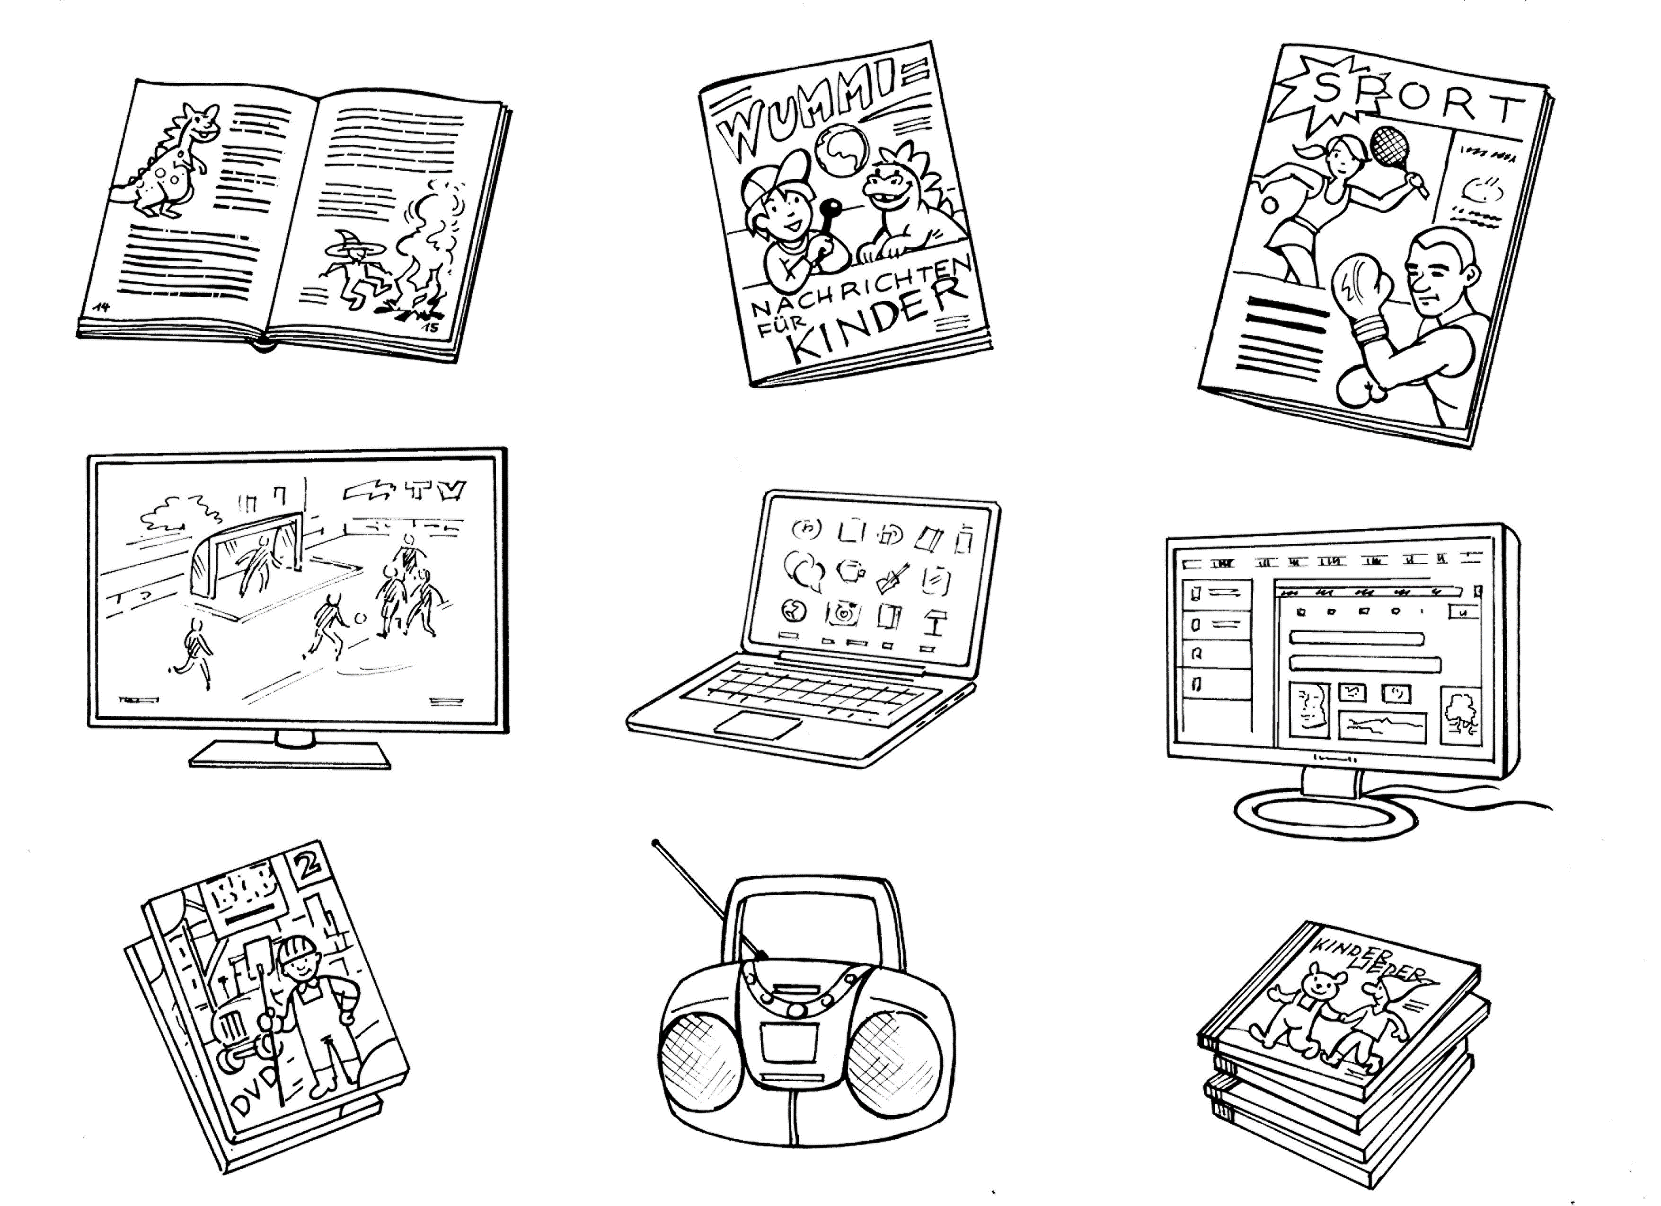 14
15
WUMMI
NACHRICHTEN
FÜR
KINDER
SPORT
TV
2
DVD
KINDER
LIEDER